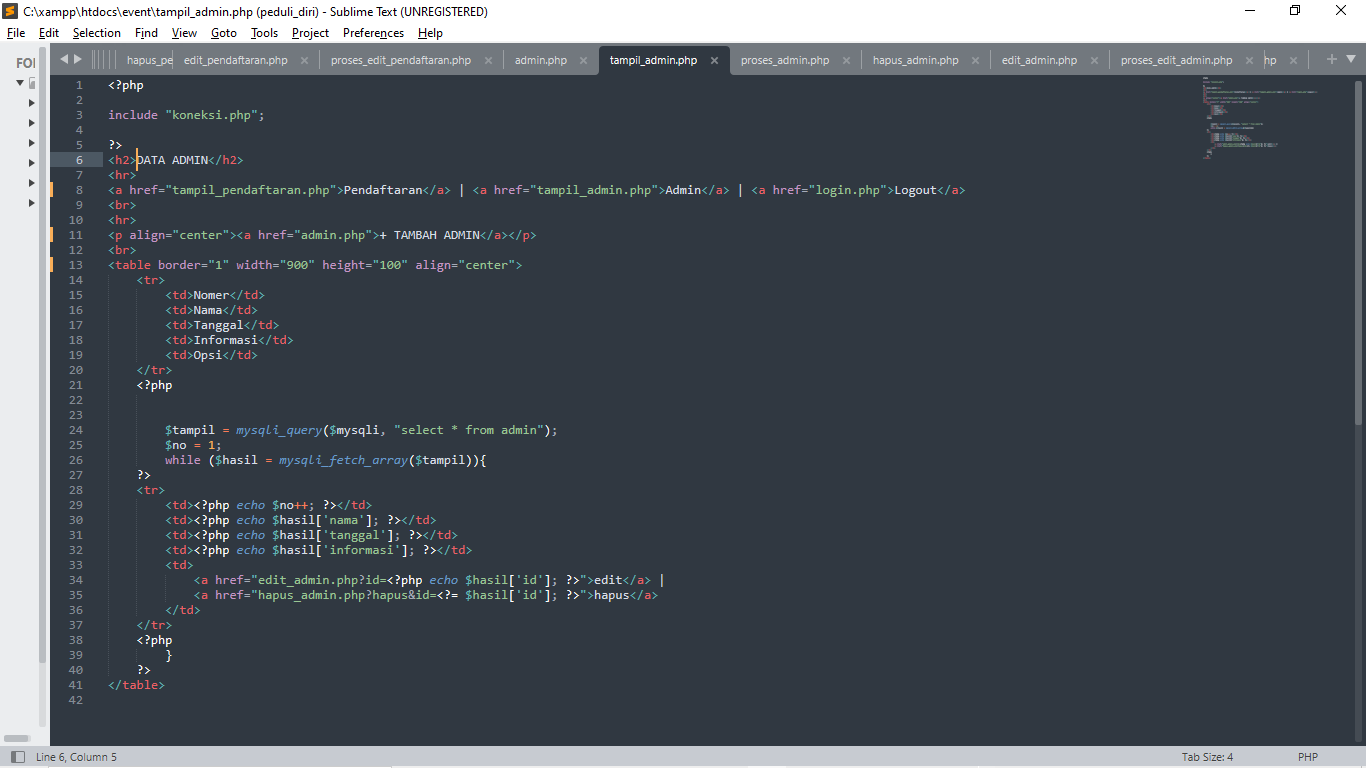 C:\xampp\htdocs\event\tampil_admin.php (peduli_diri) - Sublime Text (UNREGISTERED)
File Edit Selection Find View Goto Tools Project Preferences Help
FOI hapus_pe edit_pendaftaran.php proses_edit_pendaftaran.php admin.php tampil_admin.php proses_admin.php hapus_admin.php edit_admin.php proses_edit_admin.php hp
1 <?php
2
3 include "koneksi.php";
4
5 ?>
6 <h2>DATA ADMIN</h2>
7 <hr>
8 <a href="tampil_pendaftaran.php">Pendaftaran</a> | <a href="tampil_admin.php">Admin</a> | <a href="login.php">Logout</a>
9 <br>
10 <hr>
11 <p align="center"><a href="admin.php">+ TAMBAH ADMIN</a></p>
12 <br>
13 <table border="1" width="900" height="100" align="center">
14 <tr>
15 <td>Nomer</td>
16 <td>Nama</td>
17 <td>Tanggal</td>
18 <td>Informasi</td>
19 <td>Opsi</td>
20 </tr>
21 <?php
22
23
24 $tampil = mysqli_query($mysqli, "select * from admin");
25 $no = 1;
26 while ($hasil = mysqli_fetch_array($tampil)){
27 ?>
28 <tr>
29 <td><?php echo $no++; ?></td>
30 <td><?php echo $hasil['nama']; ?></td>
31 <td><?php echo $hasil['tanggal']; ?></td>
32 <td><?php echo $hasil['informasi']; ?></td>
33 <td>
34 <a href="edit_admin.php?id=<?php echo $hasil['id']; ?>">edit</a> |
35 <a href="hapus_admin.php?hapus&id=<?= $hasil['id']; ?>">hapus</a>
36 </td>
37 </tr>
38 <?php
39 }
40 ?>
41 </table>
42
Line 6, Column 5 Tab Size: 4 PHP